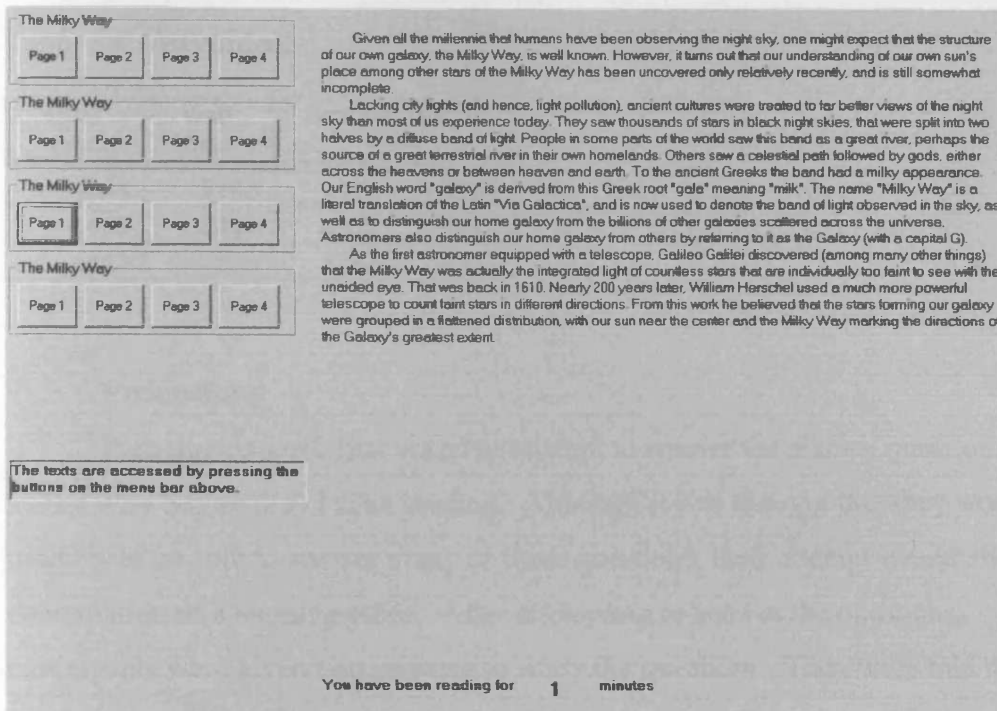 The Milky Way
Page 1 Page 2 Page 3 Page 4
The Milky Way
Page 1 Page 2 Page 3 Page 4
The Milky Way
Page 1 Page 2 Page 3 Page 4
The Milky Way
Page 1 Page 2 Page 3 Page 4
The texts are accessed by pressing the
buttons on the menu bar above.
Given all the millennia that humans have been observing the night sky, one might expect that the structure
of our own galaxy, the Milky Way, is well known. However, it turns out that our understanding of our own sun's
place among other stars of the Milky Way has been uncovered only relatively recently, and is still somewhat
incomplete.
Lacking city lights (and hence, light pollution), ancient cultures were treated to far better views of the night
sky than most of us experience today. They saw thousands of stars in black night skies, that were split into two
halves by a diffuse band of light. People in some parts of the world saw this band as a great river, perhaps the
source of a great terrestrial river in their own homelands. Others saw a celestial path followed by gods, either
across the heavens or between heaven and earth. To the ancient Greeks the band had a milky appearance.
Our English word "galaxy" is derived from this Greek root "gala" meaning "milk". The name "Milky Way" is a
literal translation of the Latin "Via Galactica", and is now used to denote the band of light observed in the sky, as
well as to distinguish our home galaxy from the billions of other galaxies scattered across the universe.
Astronomers also distinguish our home galaxy from others by referring to it as the Galaxy (with a capital G).
As the first astronomer equipped with a telescope, Galileo Galilei discovered (among many other things)
that the Milky Way was actually the integrated light of countless stars that are individually too faint to see with the
unaided eye. That was back in 1610. Nearly 200 years later, William Herschel used a much more powerful
telescope to count faint stars in different directions. From this work he believed that the stars forming our galaxy
were grouped in a flattened distribution, with our sun near the center and the Milky Way marking the directions of
the Galaxy's greatest extent.
You have been reading for 1 minutes